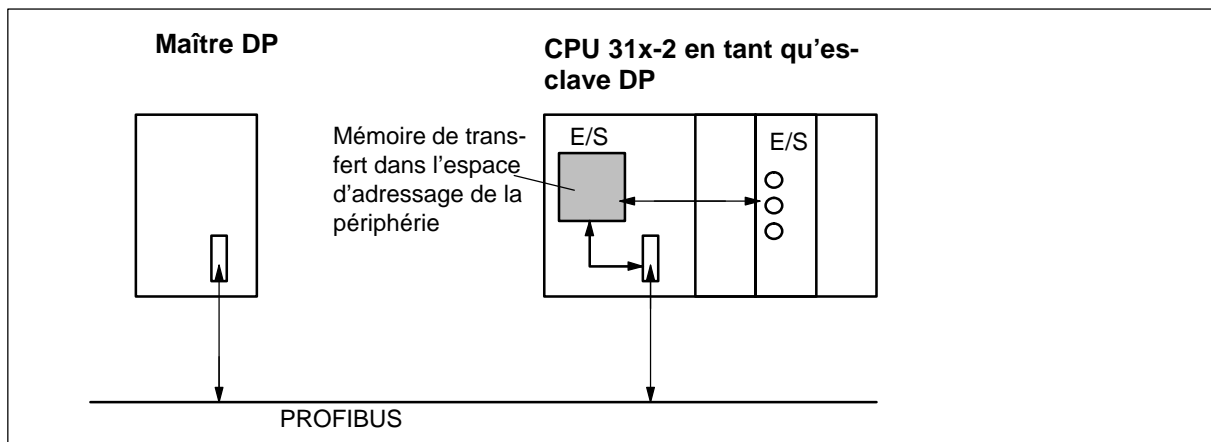 Maître DP
CPU 31x-2 en tant qu'es-
clave DP
Mémoire de trans-
fert dans l'espace
d'adressage de la
périphérie
E/S
E/S
PROFIBUS